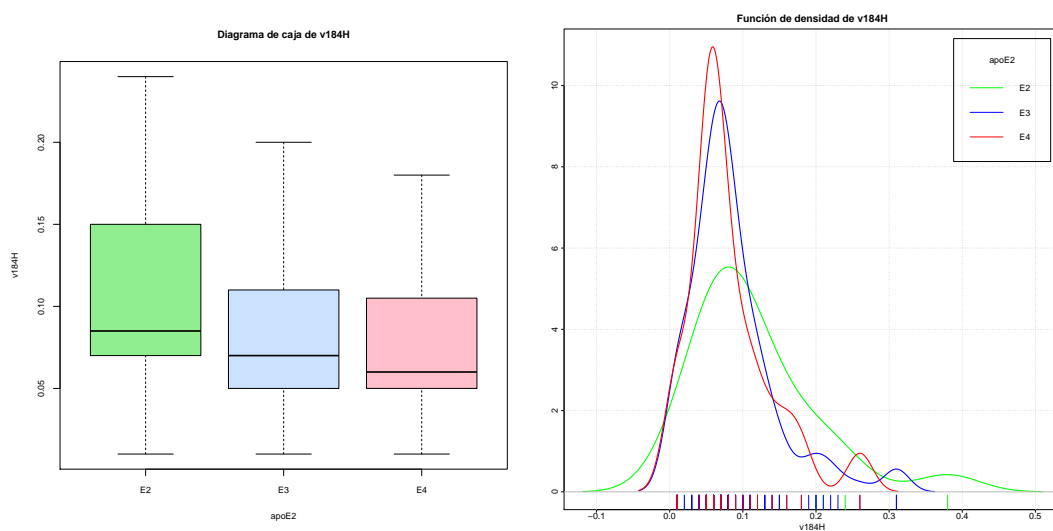 Diagrama de caja de v184H
v184H
0.05
0.10
0.15
0.20
E2 E3 E4
apoE2
Función de densidad de v184H
apoE2
E2
E3
E4
0
2
4
6
8
10
−0.1 0.0 0.1 0.2 0.3 0.4 0.5
v184H